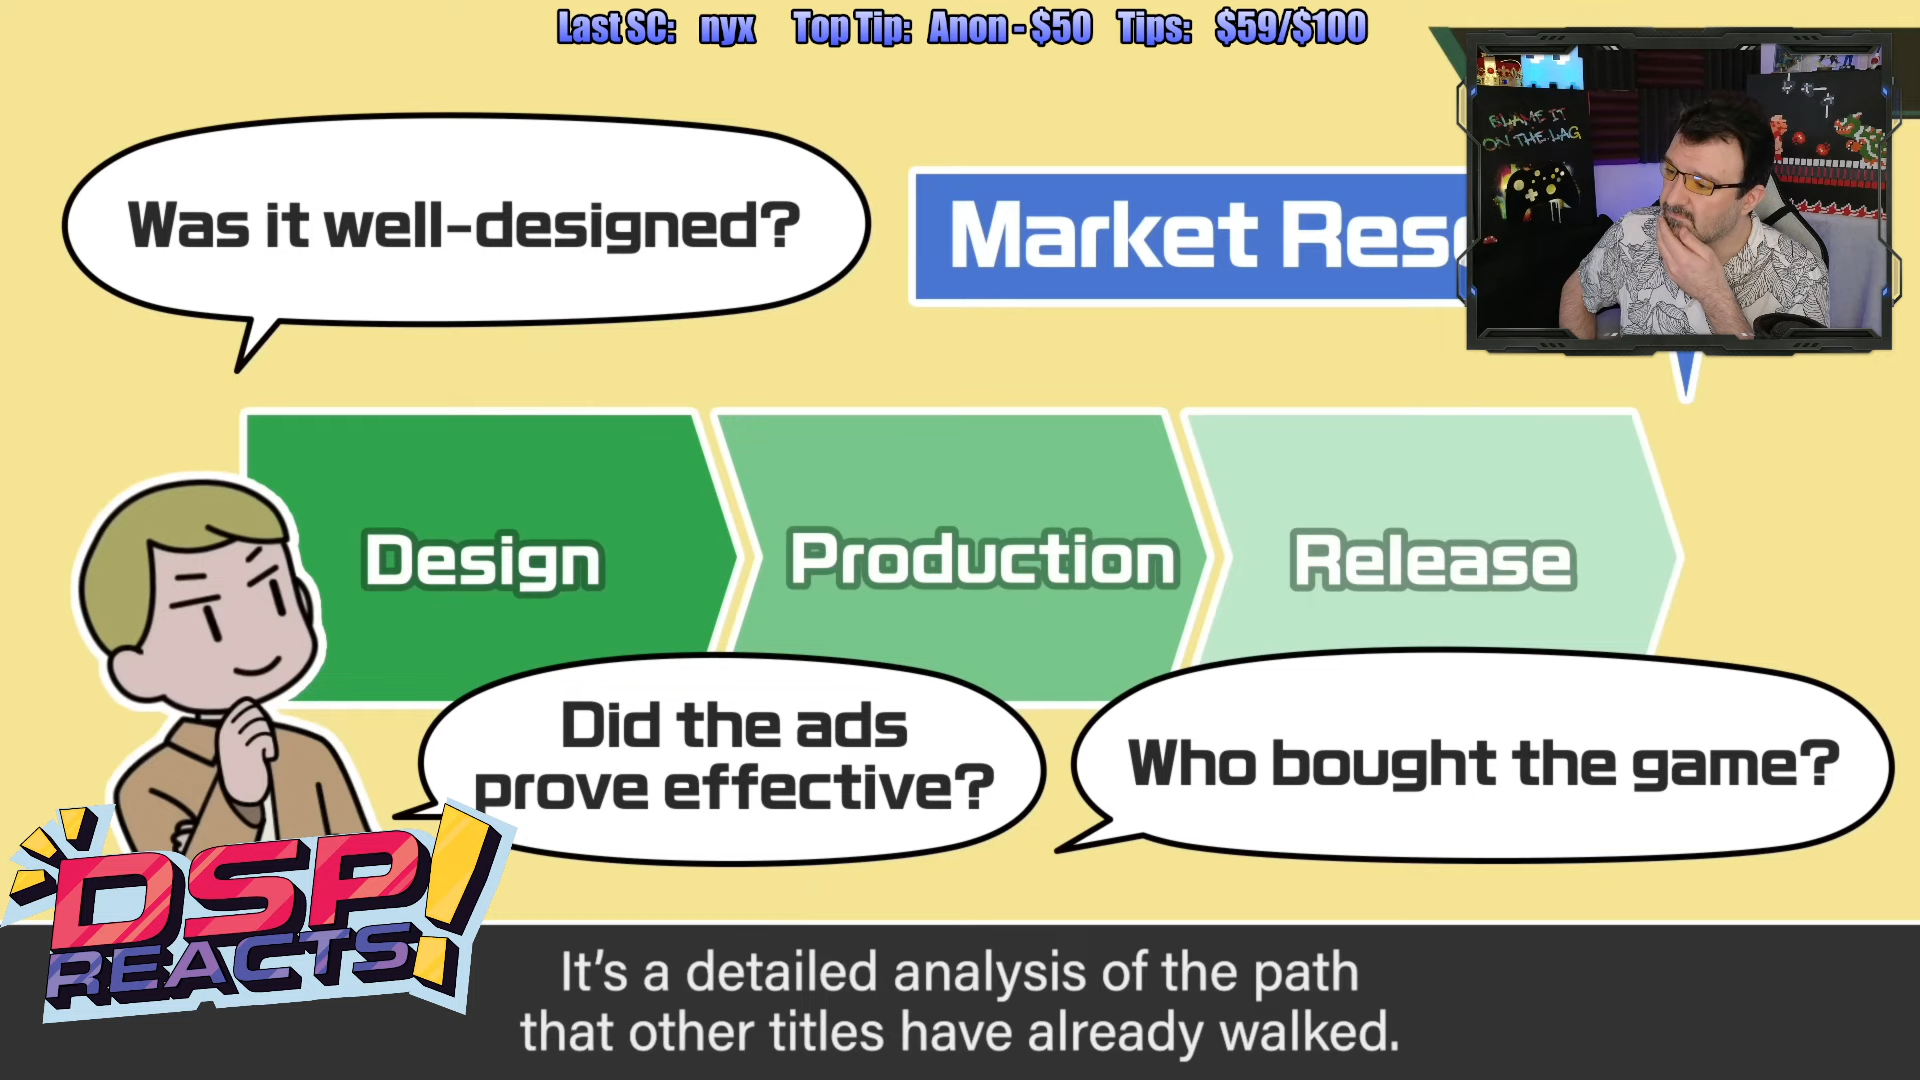 Last SC: nyx Top Tip: Anon - $50 Tips: $59/$100
Was it well-designed?
Market Res
BLAME IT
ON THE LAG
Design
Production
Release
Did the ads
prove effective?
Who bought the game?
DSP
REACTS!
It's a detailed analysis of the path
that other titles have already walked.